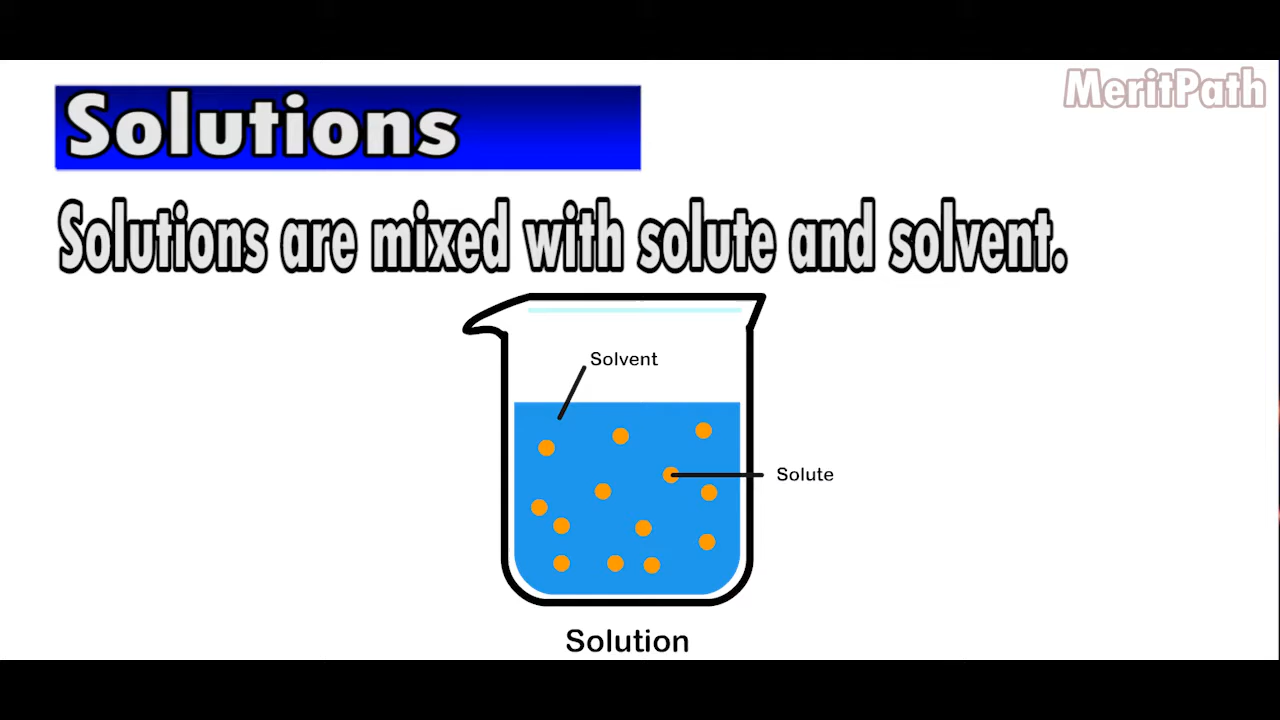 MeritPath
Solutions
Solutions are mixed with solute and solvent.
Solvent
Solute
Solution